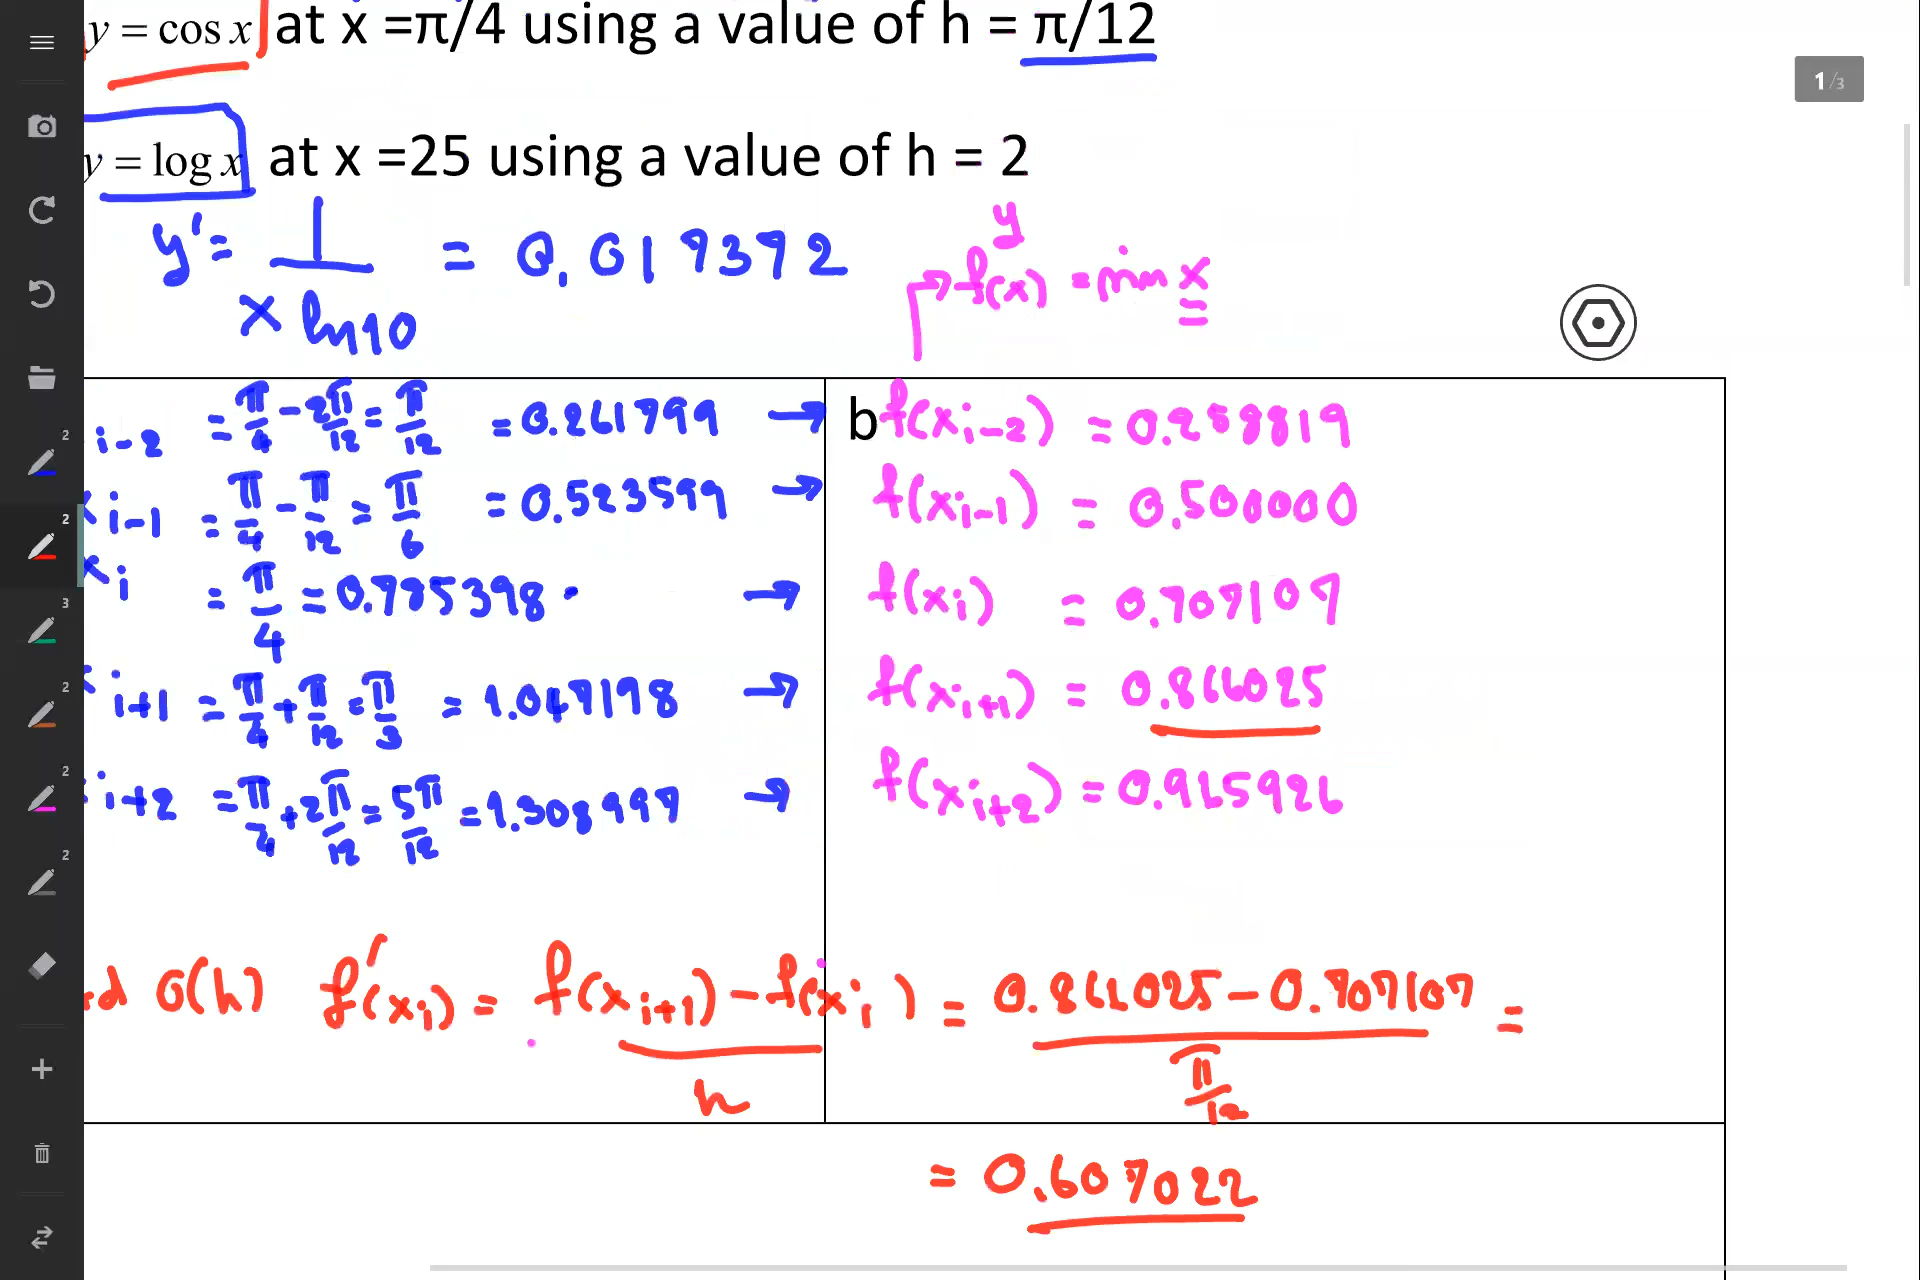 y = cos x at x =π/4 using a value of h = π/12
1/3
y = log x at x =25 using a value of h = 2
y' = 1 / x ln10 = 0.017372
y
f(x) = sin x
i-2 = π/4 - 2π/12 = π/12 = 0.261799 → b f(xi-2) = 0.258819
xi-1 = π/4 - π/12 = π/6 = 0.523599 → f(xi-1) = 0.500000
xi = π/4 = 0.785398 → f(xi) = 0.707107
xi+1 = π/4 + π/12 = π/3 = 1.047198 → f(xi+1) = 0.866025
i+2 = π/4 + 2π/12 = 5π/12 = 1.308997 → f(xi+2) = 0.965926
rd O(h) f'(xi) = f(xi+1) - f(xi) / h = 0.866025 - 0.707107 / π/12 =
= 0.607022